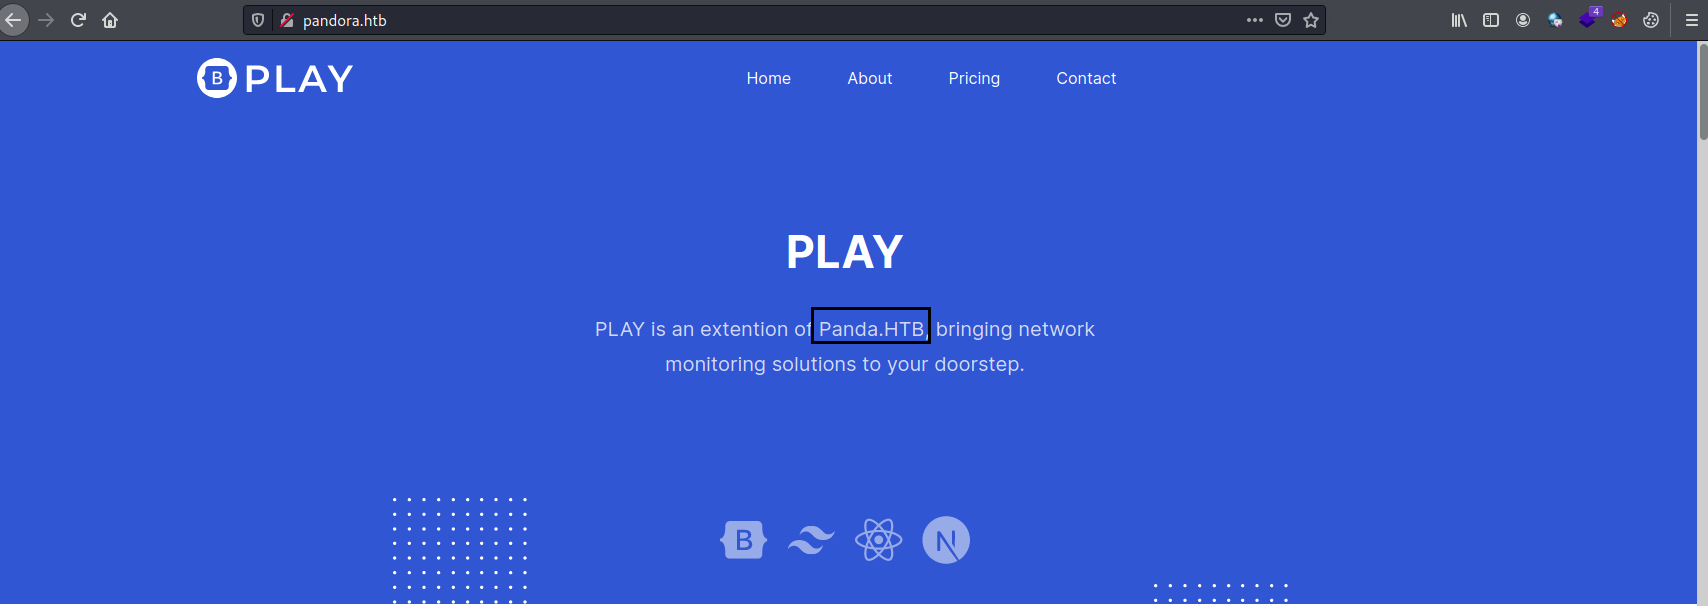 pandora.htb
4
B PLAY
Home About Pricing Contact
PLAY
PLAY is an extention of Panda.HTB, bringing network
monitoring solutions to your doorstep.
B N